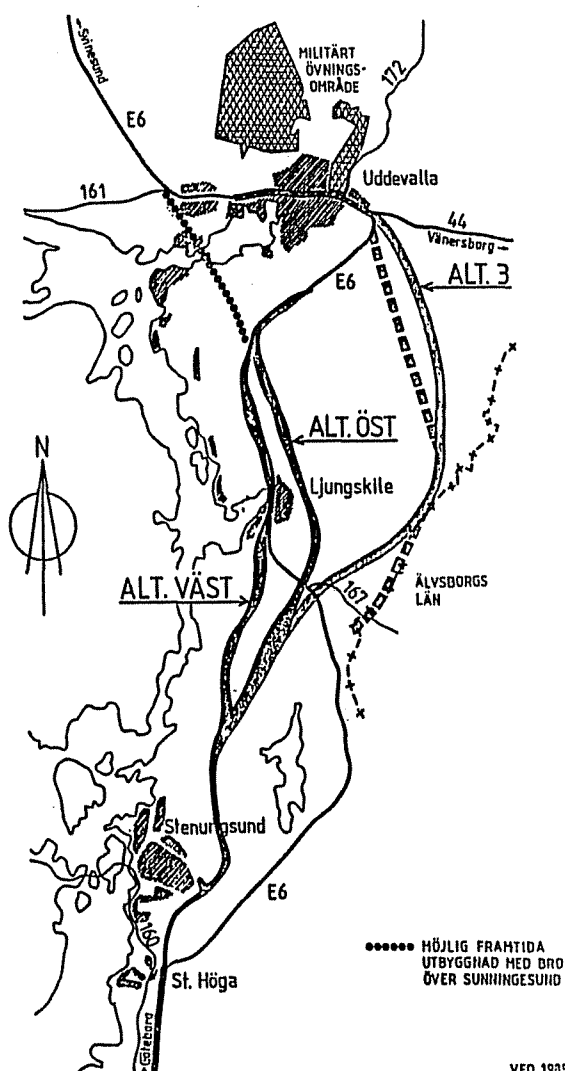 ←Svinesund
MILITÄRT
ÖVNINGS-
OMRÅDE
172
E6
161
Uddevalla
44
Vänersborg→
E6
ALT. 3
ALT. ÖST
N
Ljungskile
ALT. VÄST
167
ÄLVSBORGS
LÄN
Stenungsund
E6
160
HÖJLIG FRAMTIDA
UTBYGGNAD MED BRO
ÖVER SUNNINGESUND
St. Höga
←Göteborg